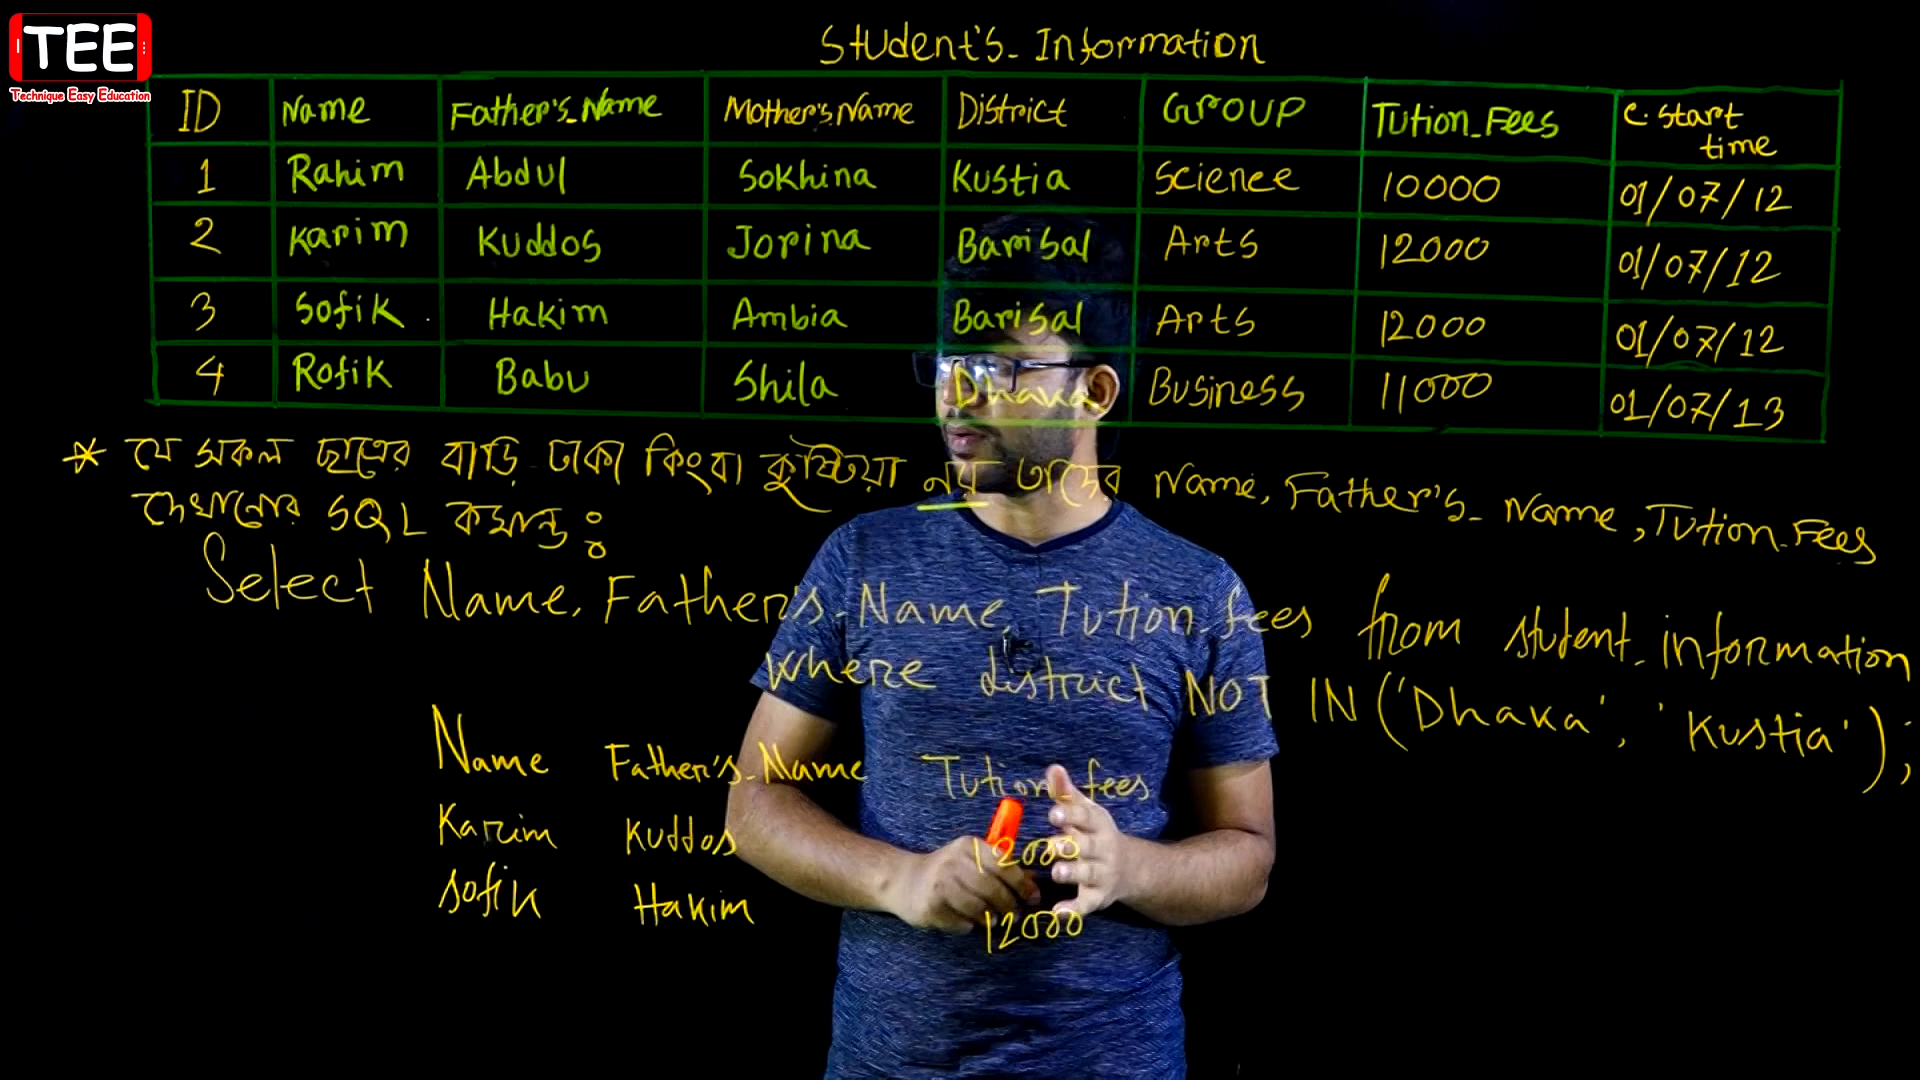 TEE
Technique Easy Education
Student's_Information
ID Name Father's_Name Mother's_Name District GROUP Tution_Fees C. Start time
1 Rahim Abdul Sokhina Kustia Science 10000 01/07/12
2 Karim Kuddos Jorina Barisal Arts 12000 01/07/12
3 Sofik Hakim Ambia Barisal Arts 12000 01/07/12
4 Rofik Babu Shila Dhaka Business 11000 01/07/13
* যে সকল ছাত্রের বাড়ি ঢাকা কিংবা কুষ্টিয়া নয় তাদের Name, Father's_Name, Tution_Fees
দেখানোর SQL কমান্ড :
Select Name, Father's_Name, Tution_fees from student_information
where district NOT IN ('Dhaka', 'Kustia');
Name Father's_Name Tution_fees
Karim Kuddos 12000
Sofik Hakim 12000